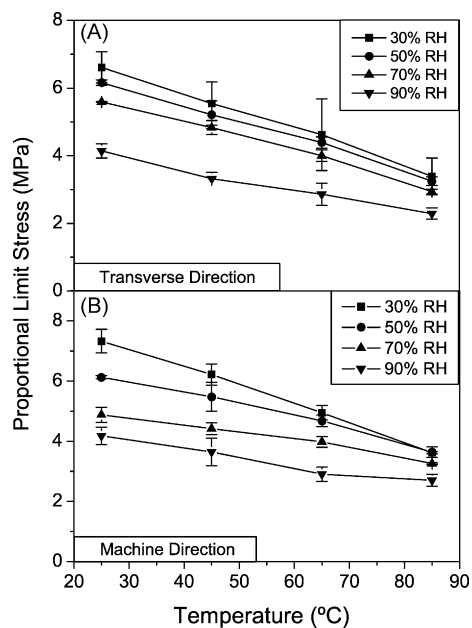 (A)
30% RH
50% RH
70% RH
90% RH
8
6
4
2
0
Transverse Direction
Proportional Limit Stress (MPa)
(B)
30% RH
50% RH
70% RH
90% RH
8
6
4
2
0
Machine Direction
20 30 40 50 60 70 80 90
Temperature (ºC)